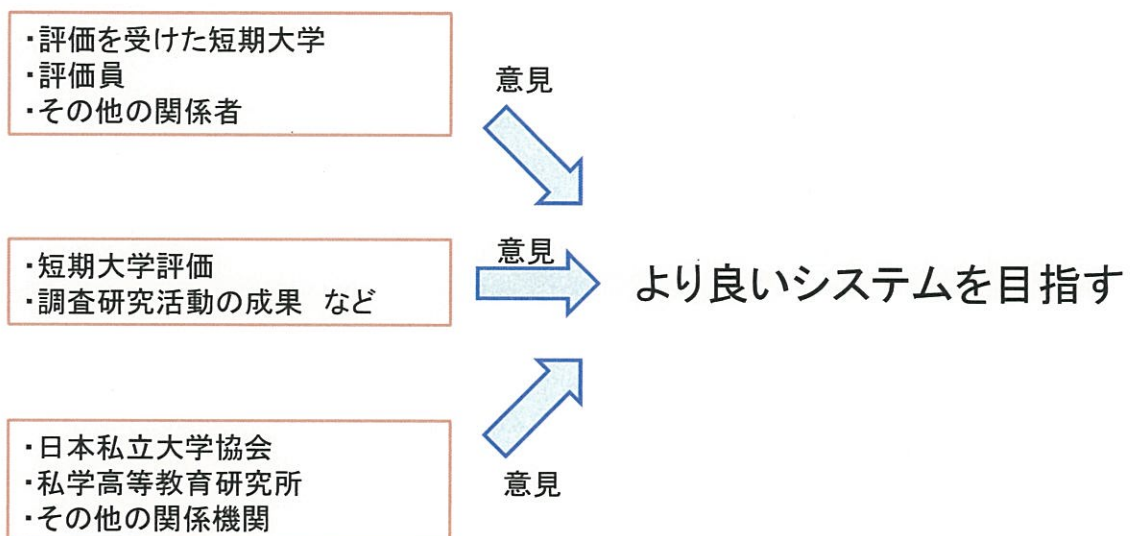 ・評価を受けた短期大学
・評価員
・その他の関係者
意見
・短期大学評価
・調査研究活動の成果　など
意見
より良いシステムを目指す
・日本私立大学協会
・私学高等教育研究所
・その他の関係機関
意見